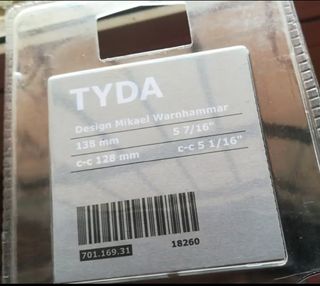 TYDA
Design Mikael Warnhammar
138 mm 5 7/16"
c-c 128 mm c-c 5 1/16"
701.169.31 18260